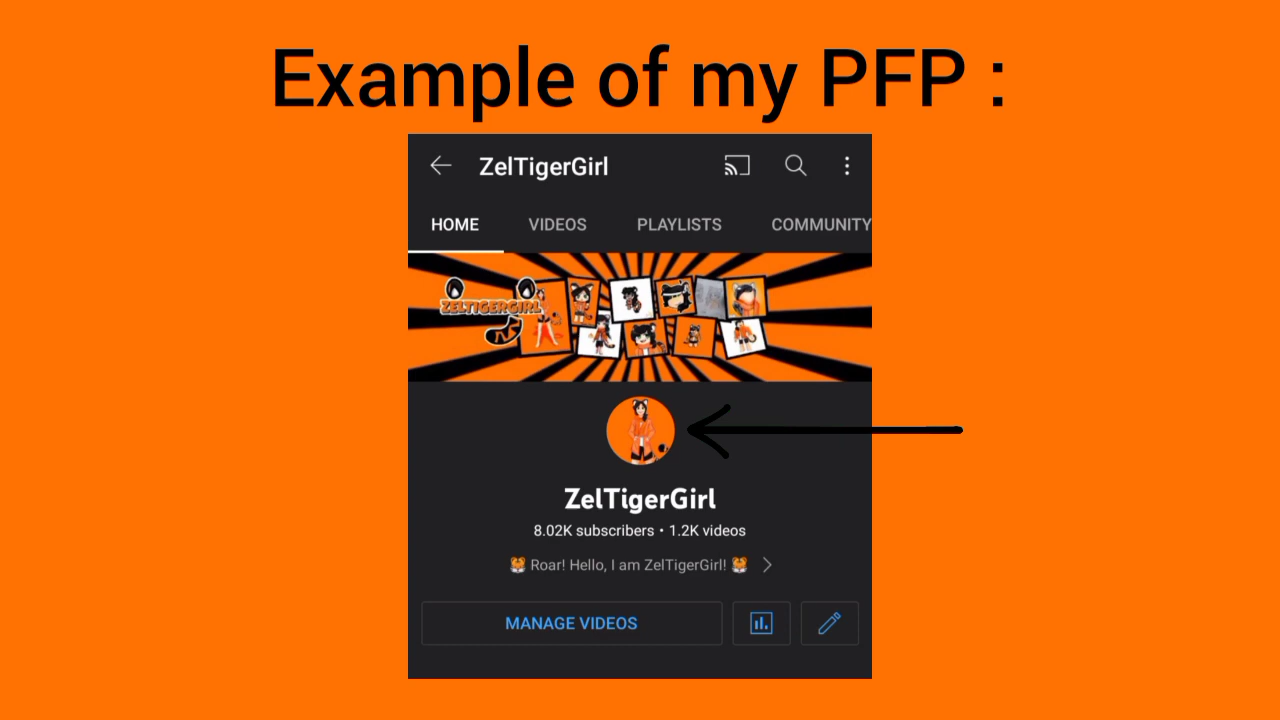 Example of my PFP :
ZelTigerGirl
HOME VIDEOS PLAYLISTS COMMUNITY
ZELTIGERGIRL
ZelTigerGirl
8.02K subscribers • 1.2K videos
🐯 Roar! Hello, I am ZelTigerGirl! 🐯
MANAGE VIDEOS